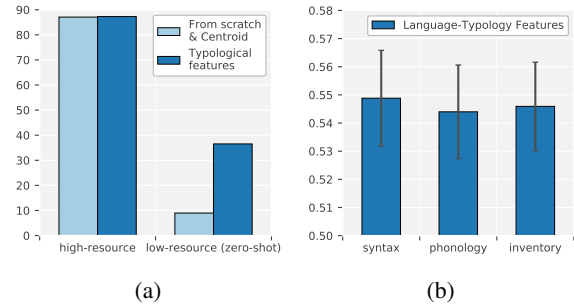 90
80
70
60
50
40
30
20
10
0
From scratch
& Centroid
Typological
features
high-resource
low-resource (zero-shot)
(a)
0.58
0.57
0.56
0.55
0.54
0.53
0.52
0.51
0.50
Language-Typology Features
syntax
phonology
inventory
(b)